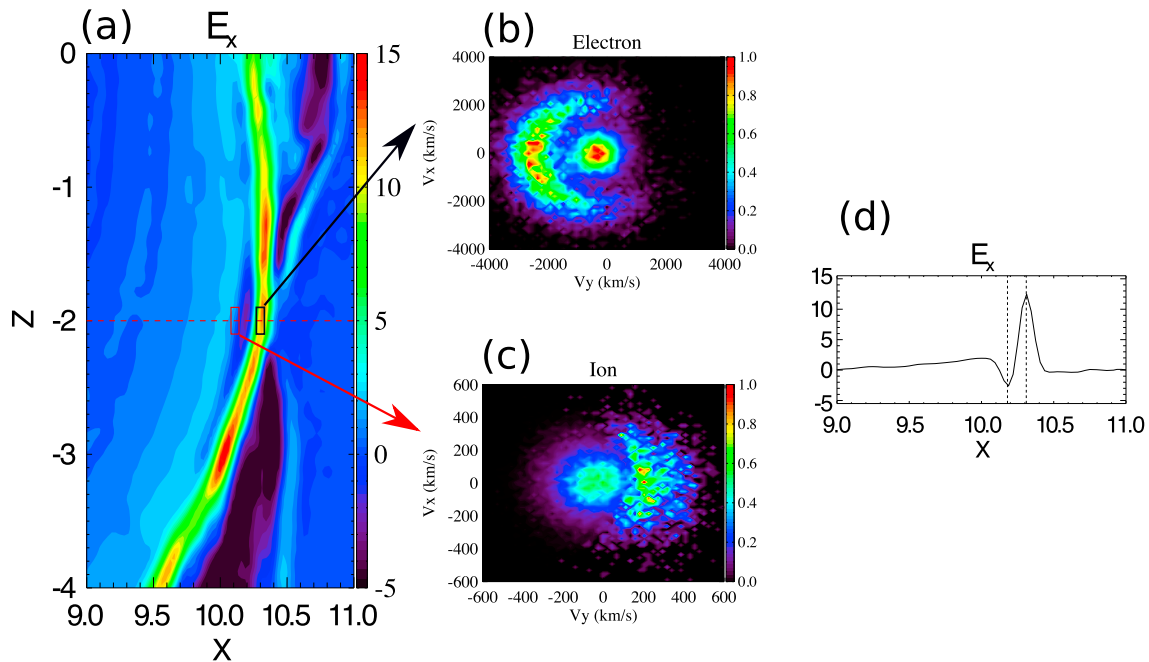 (a)
Ex
0
-1
-2
-3
-4
Z
9.0 9.5 10.0 10.5 11.0
X
15
10
5
0
-5
(b)
Electron
4000
2000
0
-2000
-4000
Vx (km/s)
-4000 -2000 0 2000 4000
Vy (km/s)
1.0
0.8
0.6
0.4
0.2
0.0
(c)
Ion
600
400
200
0
-200
-400
-600
Vx (km/s)
-600 -400 -200 0 200 400 600
Vy (km/s)
1.0
0.8
0.6
0.4
0.2
0.0
(d)
Ex
15
10
5
0
-5
9.0 9.5 10.0 10.5 11.0
X